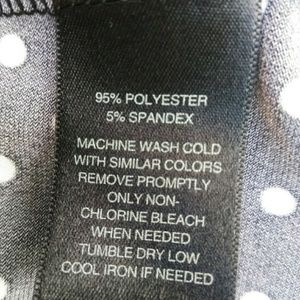 95% POLYESTER
5% SPANDEX
MACHINE WASH COLD
WITH SIMILAR COLORS
REMOVE PROMPTLY
ONLY NON-
CHLORINE BLEACH
WHEN NEEDED
TUMBLE DRY LOW
COOL IRON IF NEEDED